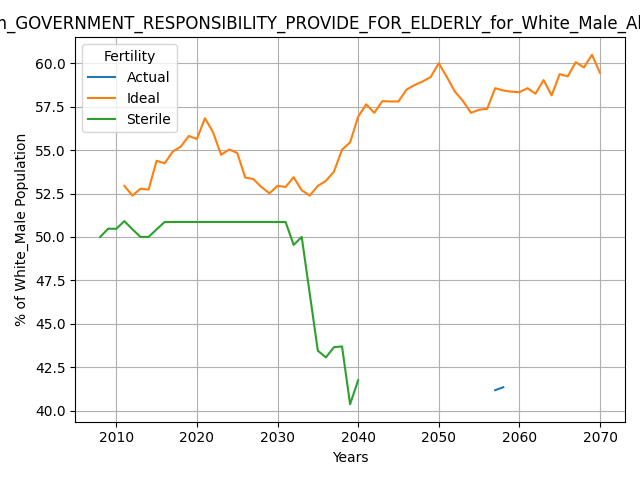 GOVERNMENT_RESPONSIBILITY_PROVIDE_FOR_ELDERLY_for_White_Male
Fertility
Actual
Ideal
Sterile
% of White_Male Population
60.0
57.5
55.0
52.5
50.0
47.5
45.0
42.5
40.0
2010 2020 2030 2040 2050 2060 2070
Years